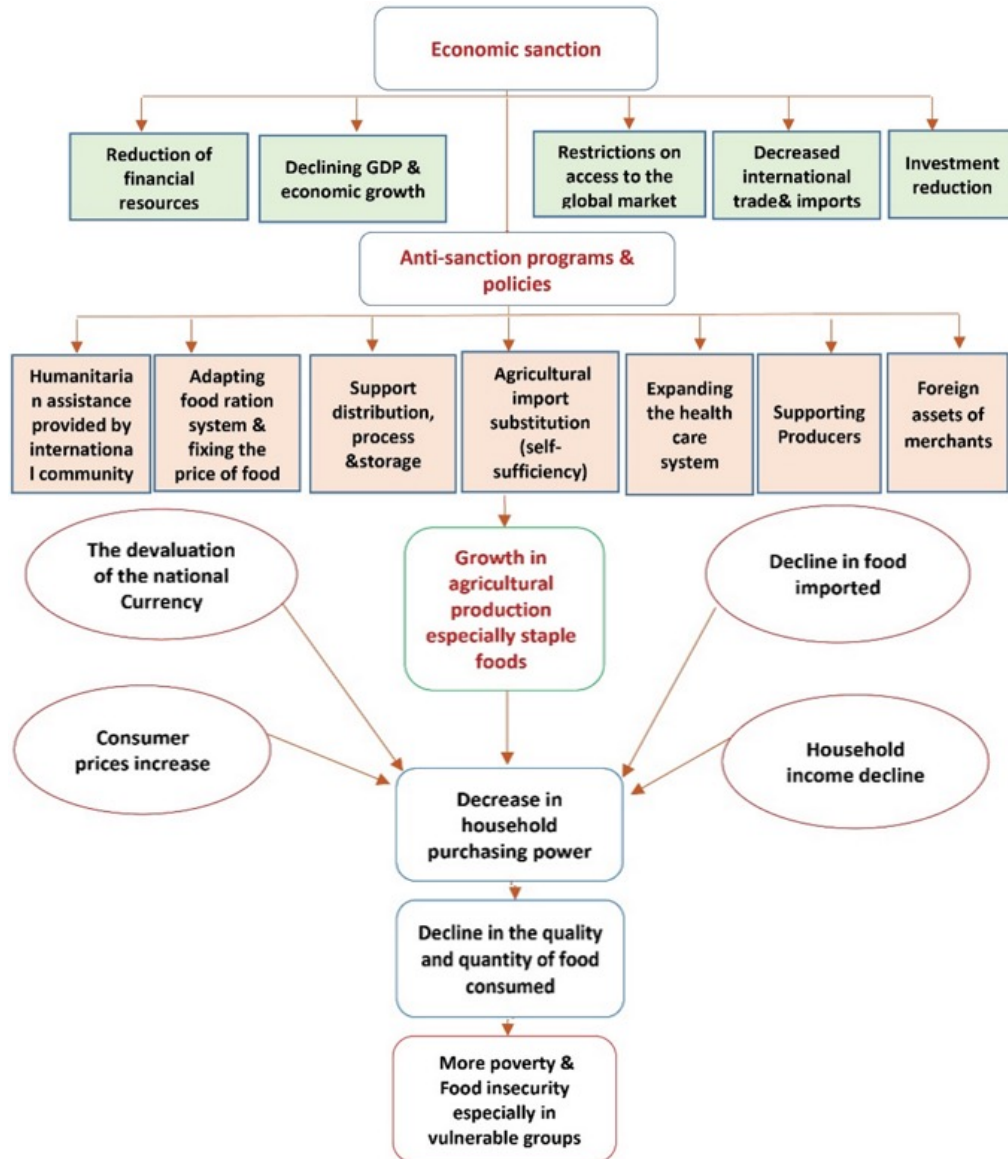 Economic sanction
Reduction of
financial
resources
Declining GDP &
economic growth
Restrictions on
access to the
global market
Decreased
international
trade& imports
Investment
reduction
Anti-sanction programs &
policies
Humanitaria
n assistance
provided by
internationa
l community
Adapting
food ration
system &
fixing the
price of food
Support
distribution,
process
&storage
Agricultural
import
substitution
(self-
sufficiency)
Expanding
the health
care
system
Supporting
Producers
Foreign
assets of
merchants
The devaluation
of the national
Currency
Growth in
agricultural
production
especially staple
foods
Decline in food
imported
Consumer
prices increase
Household
income decline
Decrease in
household
purchasing power
Decline in the quality
and quantity of food
consumed
More poverty &
Food insecurity
especially in
vulnerable groups